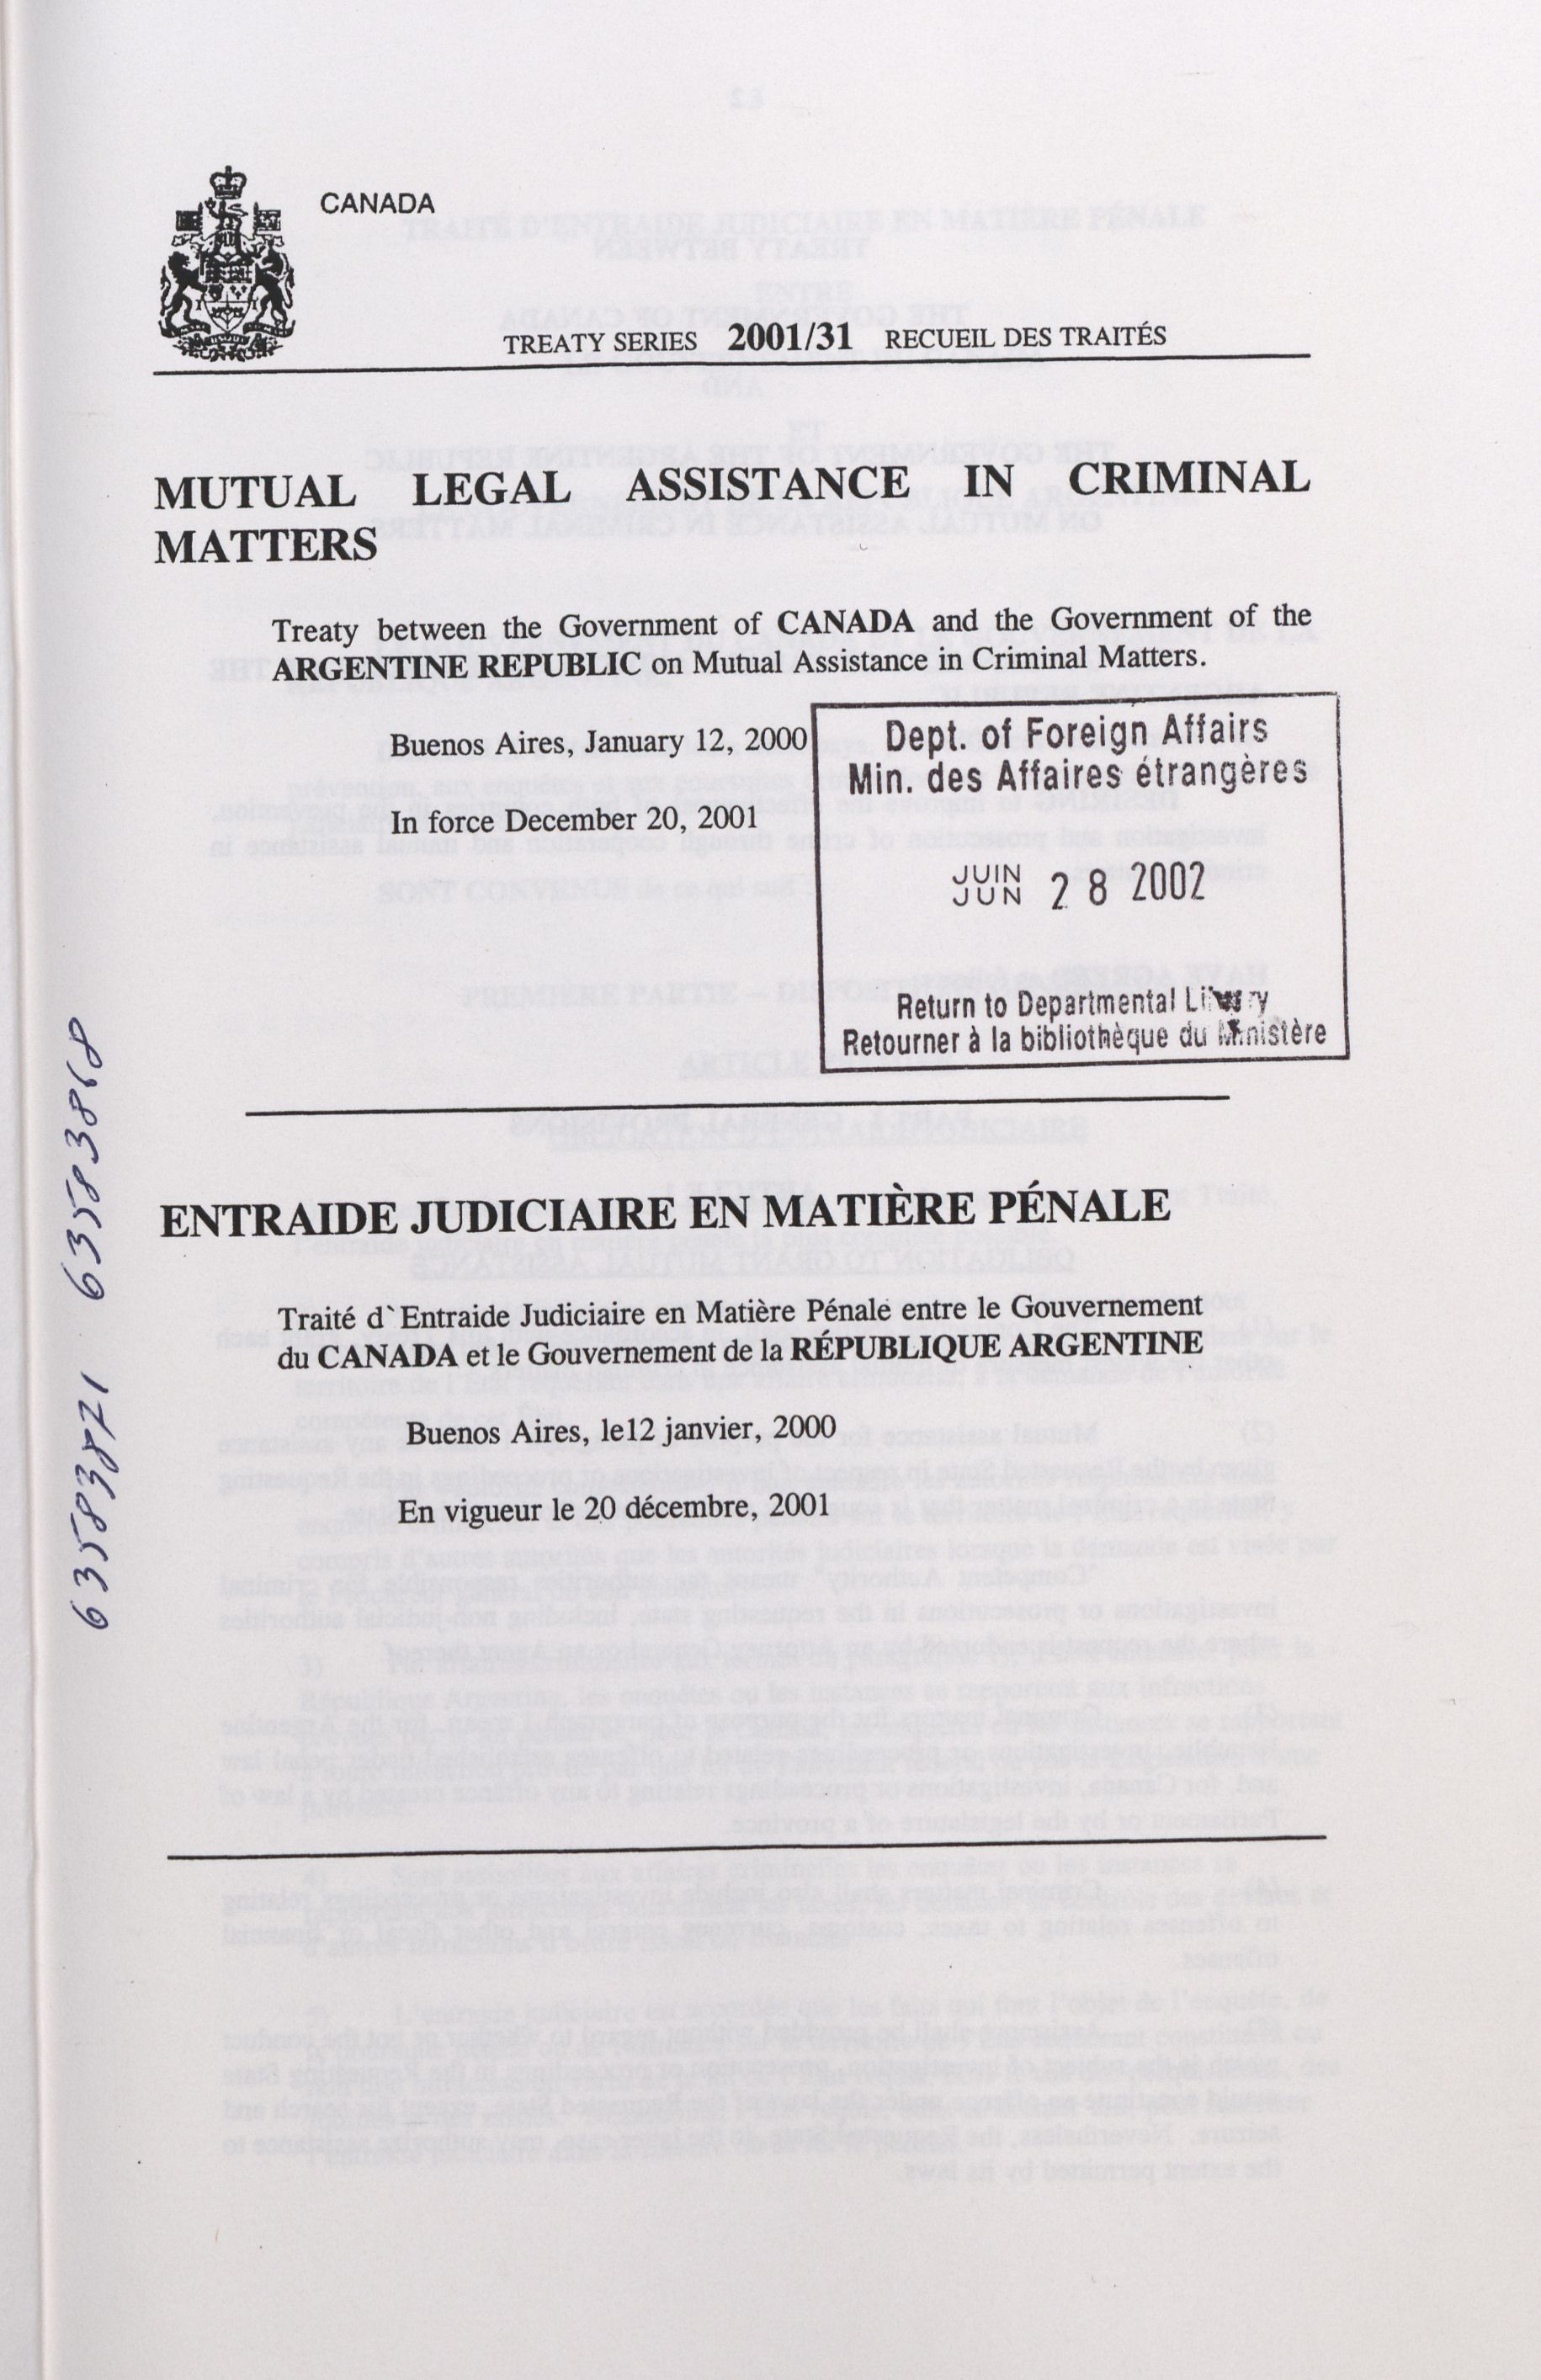 CANADA
TREATY SERIES 2001/31 RECUEIL DES TRAITÉS
MUTUAL LEGAL ASSISTANCE IN CRIMINAL
MATTERS
Treaty between the Government of CANADA and the Government of the
ARGENTINE REPUBLIC on Mutual Assistance in Criminal Matters.
Buenos Aires, January 12, 2000
In force December 20, 2001
Dept. of Foreign Affairs
Min. des Affaires étrangères
JUIN
JUN 28 2002
Return to Departmental Library
Retourner à la bibliothèque du Ministère
ENTRAIDE JUDICIAIRE EN MATIÈRE PÉNALE
Traité d`Entraide Judiciaire en Matière Pénale entre le Gouvernement
du CANADA et le Gouvernement de la RÉPUBLIQUE ARGENTINE
Buenos Aires, le12 janvier, 2000
En vigueur le 20 décembre, 2001
63583871 63583868